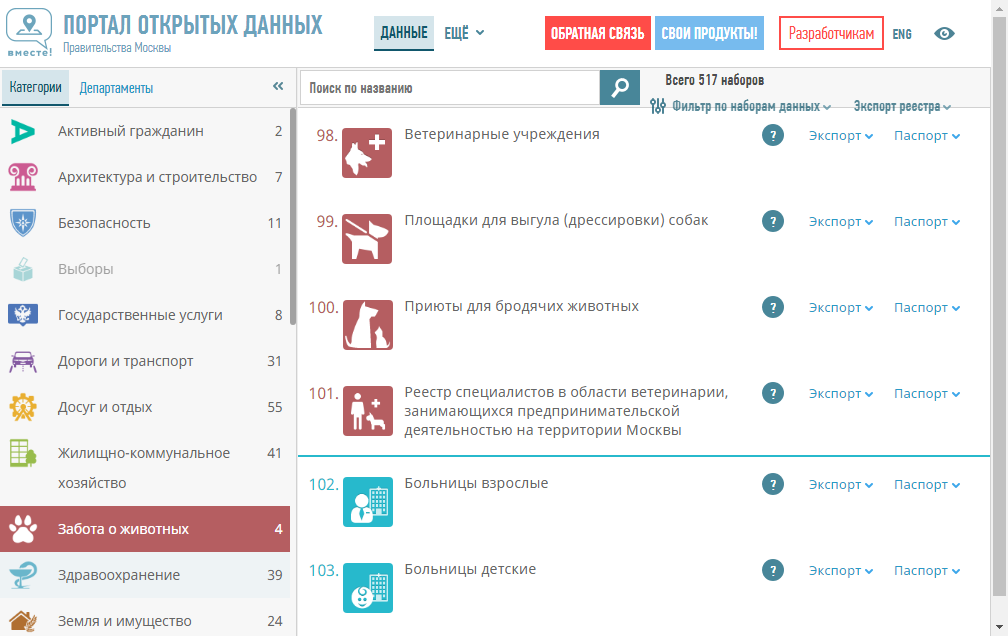 вместе!
ПОРТАЛ ОТКРЫТЫХ ДАННЫХ
Правительства Москвы
ДАННЫЕ
ЕЩЁ
ОБРАТНАЯ СВЯЗЬ
СВОИ ПРОДУКТЫ!
Разработчикам
ENG
Категории
Департаменты
«
Поиск по названию
Всего 517 наборов
Фильтр по наборам данных
Экспорт реестра
Активный гражданин 2
Архитектура и строительство 7
Безопасность 11
Выборы 1
Государственные услуги 8
Дороги и транспорт 31
Досуг и отдых 55
Жилищно-коммунальное 41
хозяйство
Забота о животных 4
Здравоохранение 39
Земля и имущество 24
98. Ветеринарные учреждения ? Экспорт Паспорт
99. Площадки для выгула (дрессировки) собак ? Экспорт Паспорт
100. Приюты для бродячих животных ? Экспорт Паспорт
101. Реестр специалистов в области ветеринарии, ? Экспорт Паспорт
занимающихся предпринимательской
деятельностью на территории Москвы
102. Больницы взрослые ? Экспорт Паспорт
103. Больницы детские ? Экспорт Паспорт